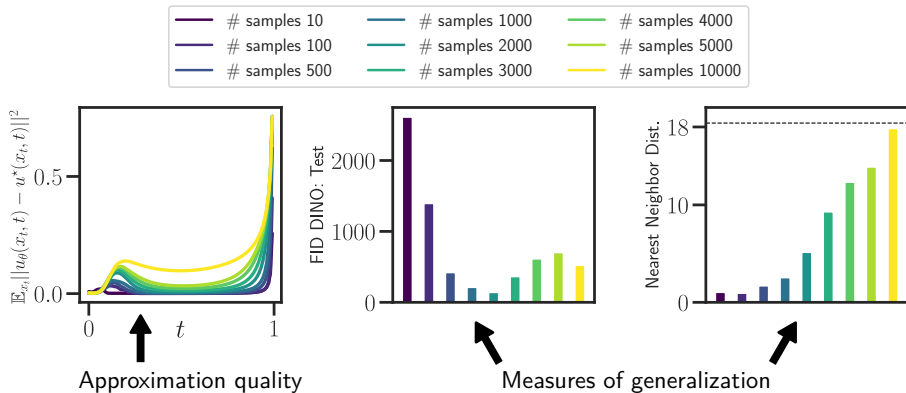 # samples 10
# samples 100
# samples 500
# samples 1000
# samples 2000
# samples 3000
# samples 4000
# samples 5000
# samples 10000
𝔼_{x_t}||u_θ(x_t, t) − u*(x_t, t)||²
0.5
0.0
0
t
1
FID DINO: Test
2000
1000
0
Nearest Neighbor Dist.
18
10
0
Approximation quality
Measures of generalization